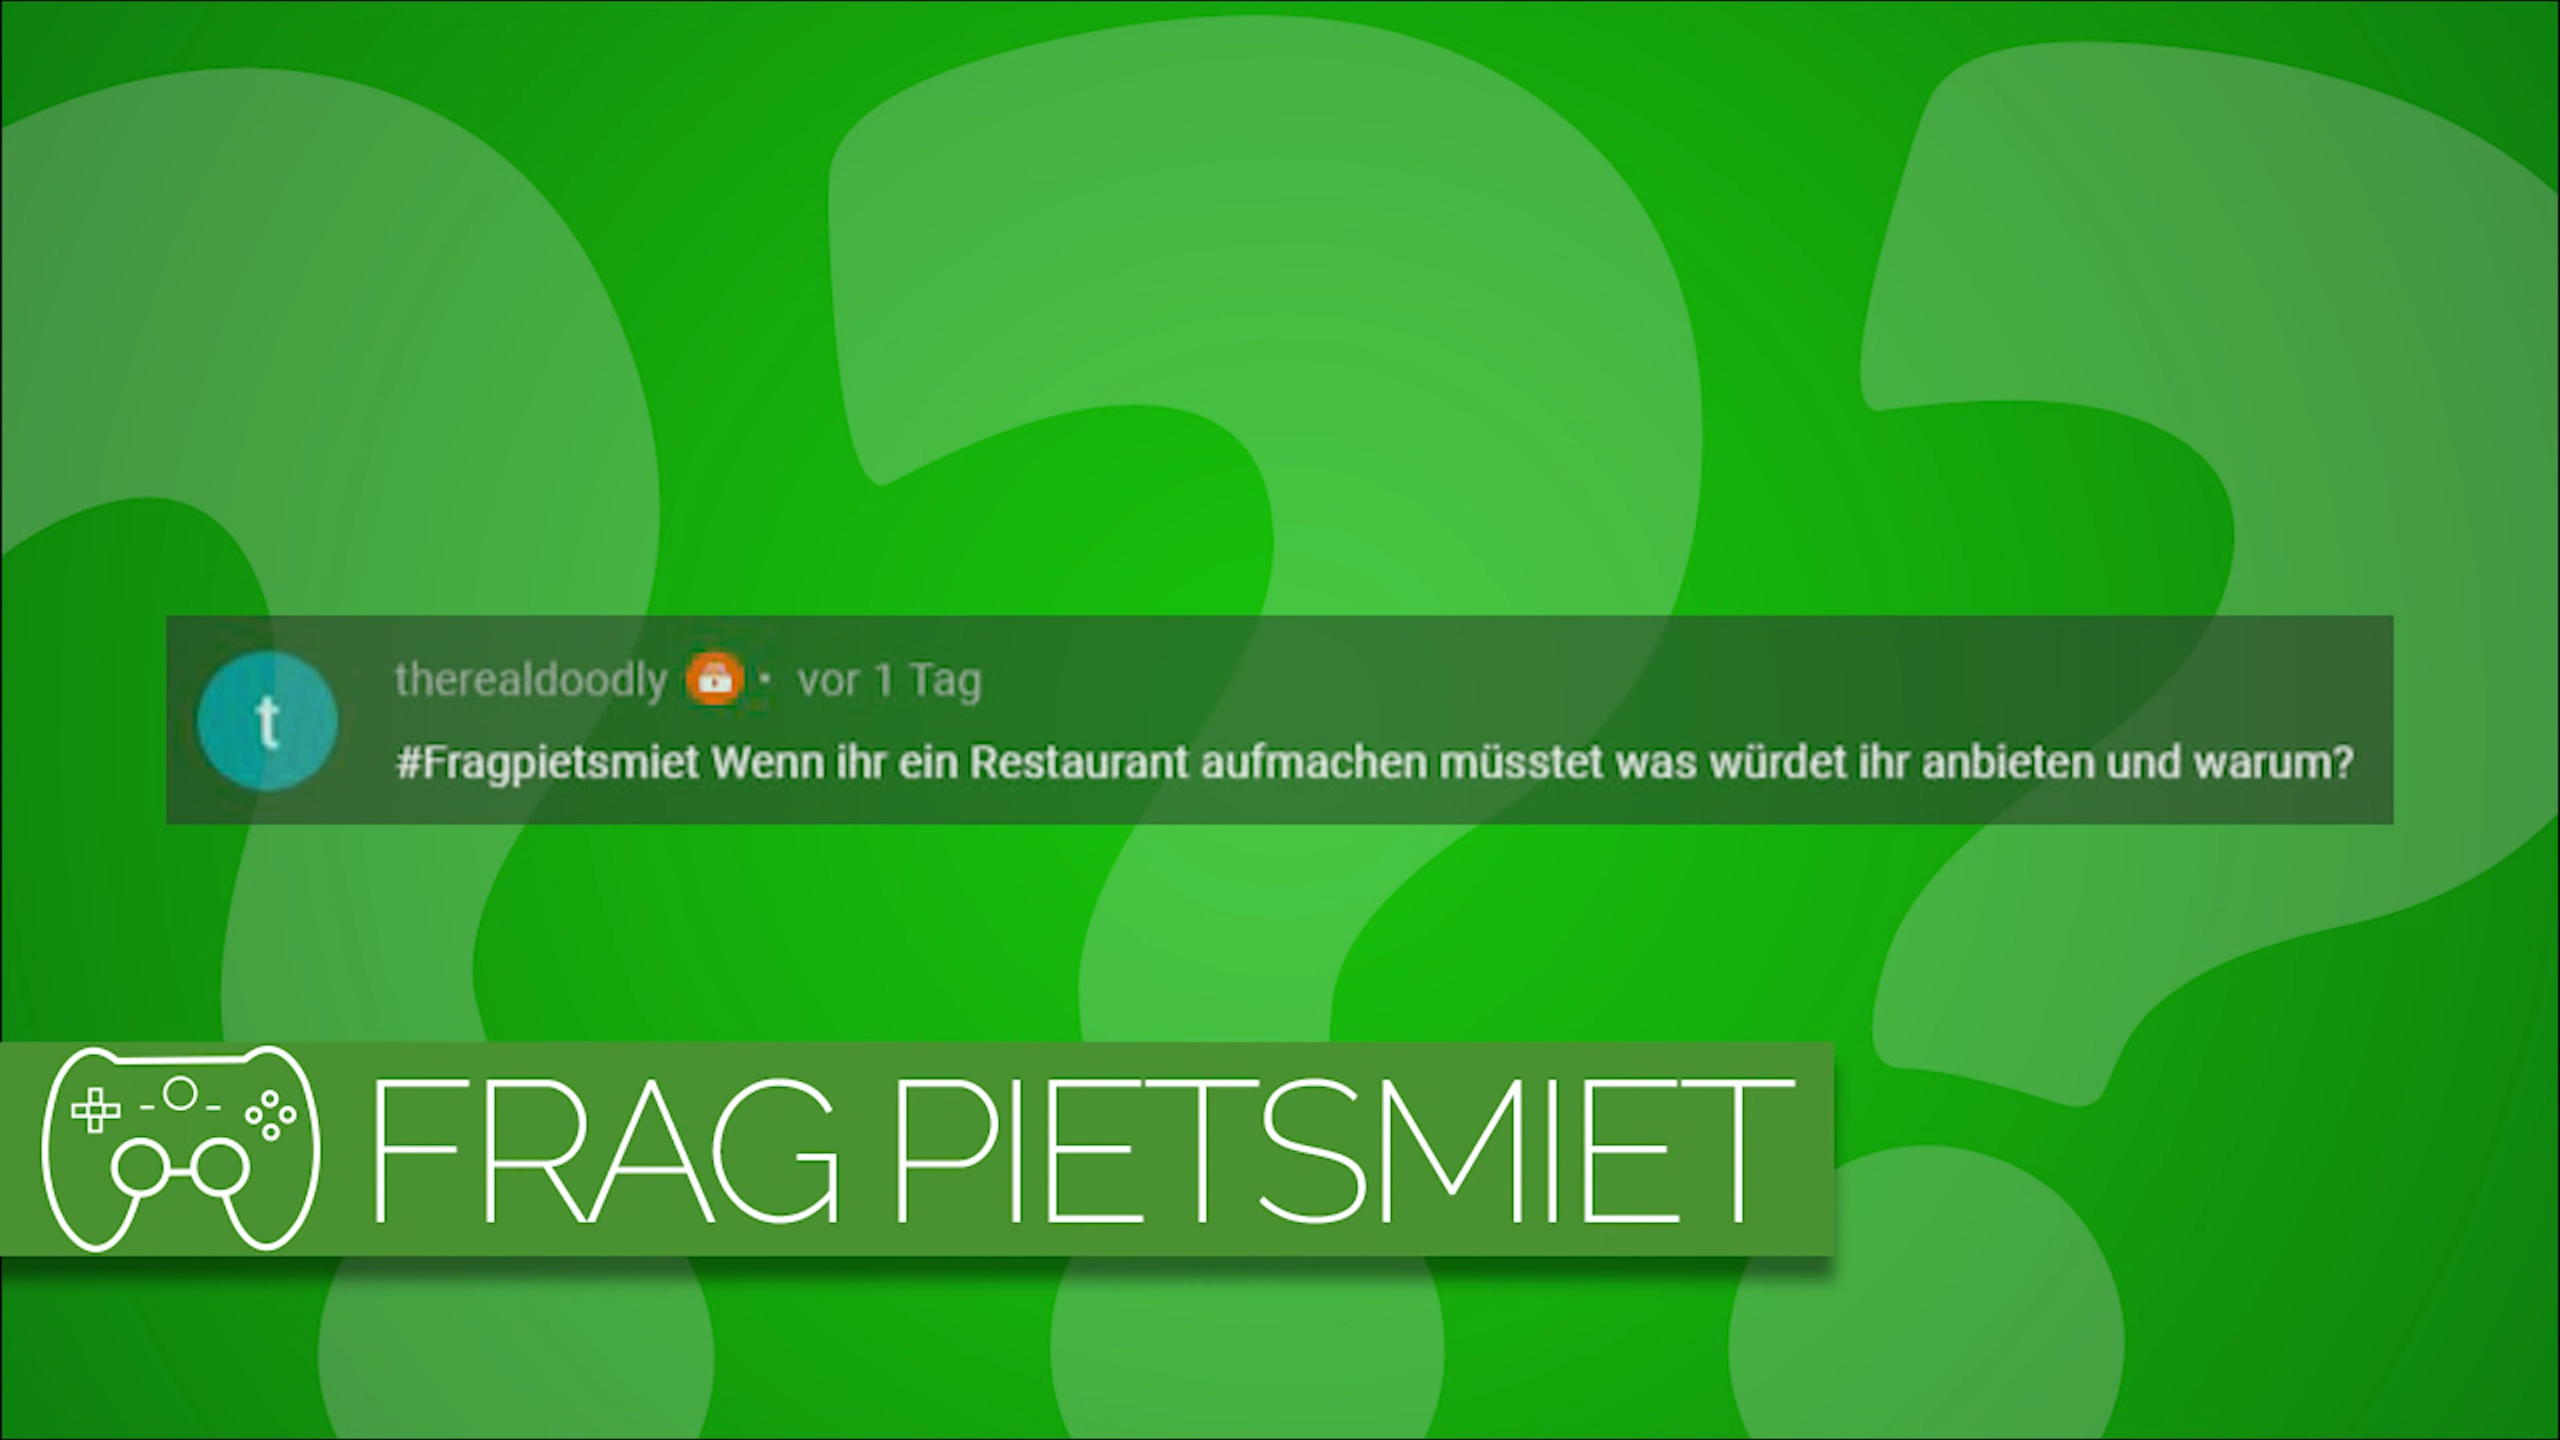 therealdoodly • vor 1 Tag
#Fragpietsmiet Wenn ihr ein Restaurant aufmachen müsstet was würdet ihr anbieten und warum?
t
FRAG PIETSMIET